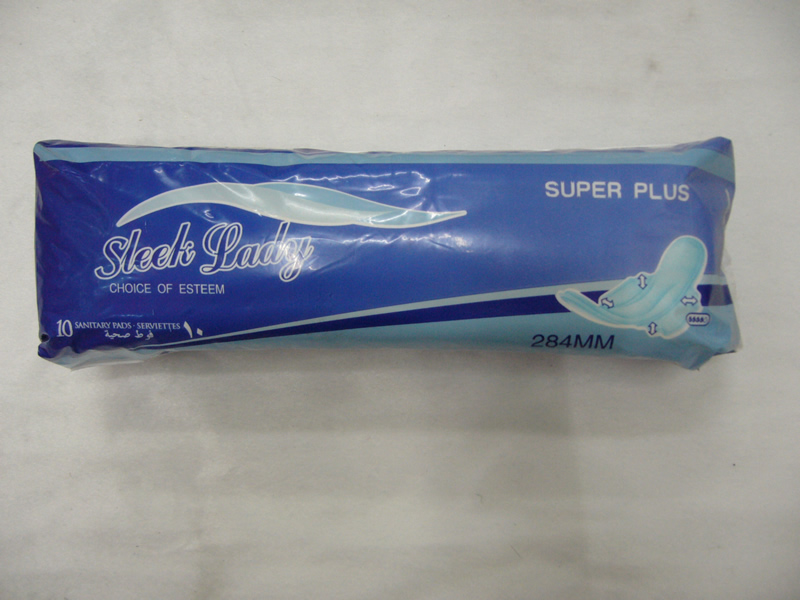 SUPER PLUS
Sleek Lady
CHOICE OF ESTEEM
10 SANITARY PADS · SERVIETTES ١٠
فوط صحية
284MM